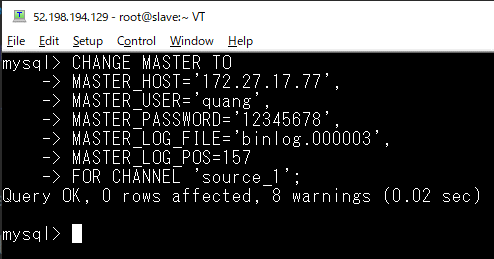 52.198.194.129 - root@slave:~ VT
File Edit Setup Control Window Help
mysql> CHANGE MASTER TO
    -> MASTER_HOST='172.27.17.77',
    -> MASTER_USER='quang',
    -> MASTER_PASSWORD='12345678',
    -> MASTER_LOG_FILE='binlog.000003',
    -> MASTER_LOG_POS=157
    -> FOR CHANNEL 'source_1';
Query OK, 0 rows affected, 8 warnings (0.02 sec)
mysql>